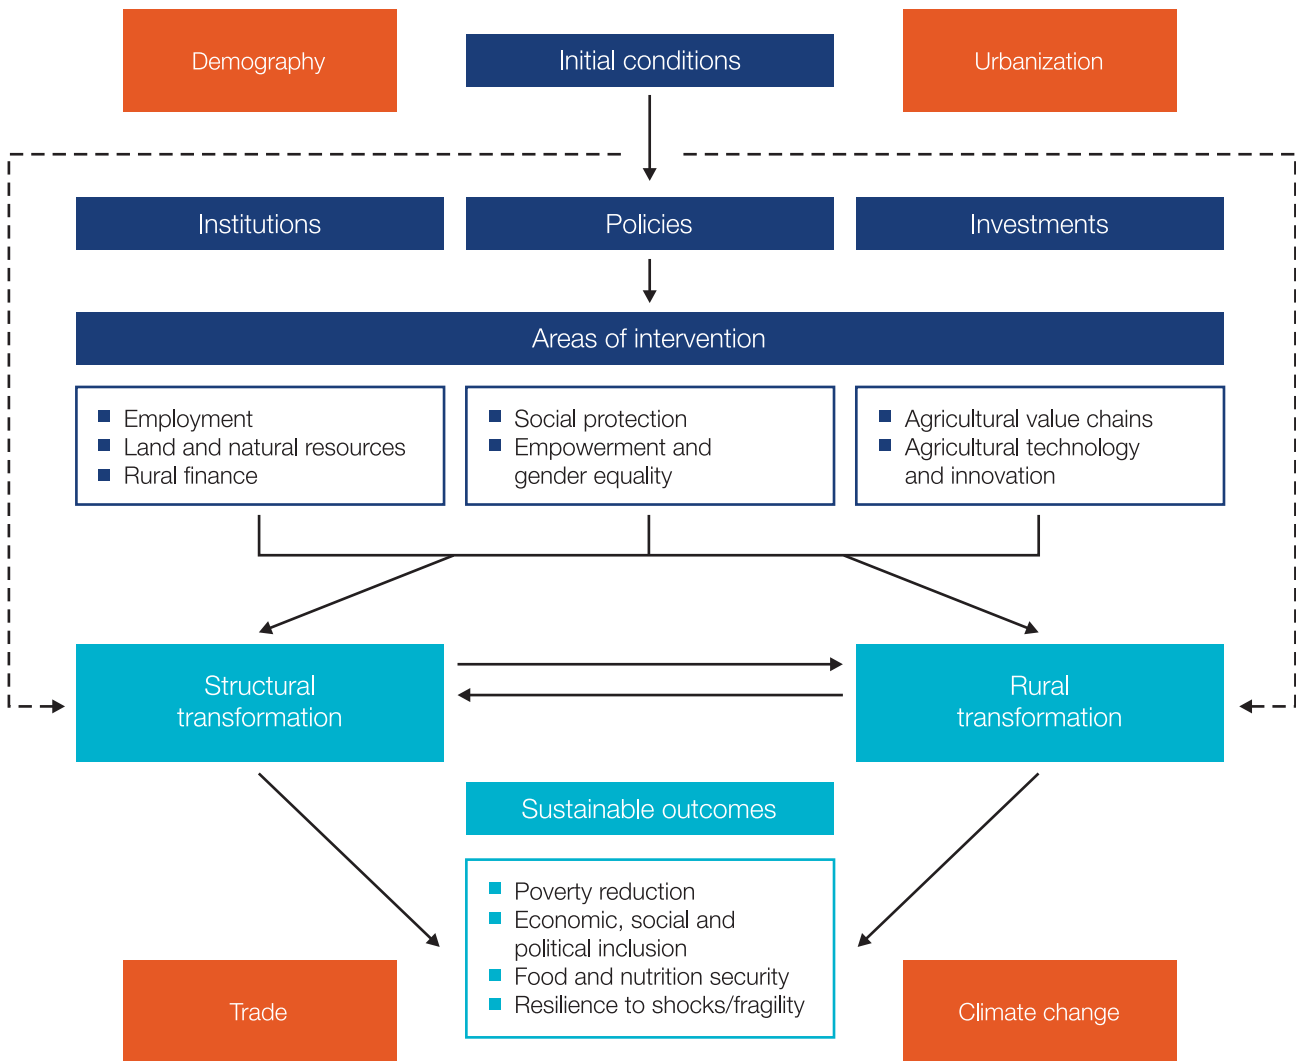 Demography
Initial conditions
Urbanization
Institutions
Policies
Investments
Areas of intervention
Employment
Land and natural resources
Rural finance
Social protection
Empowerment and
gender equality
Agricultural value chains
Agricultural technology
and innovation
Structural
transformation
Rural
transformation
Sustainable outcomes
Poverty reduction
Economic, social and
political inclusion
Food and nutrition security
Resilience to shocks/fragility
Trade
Climate change